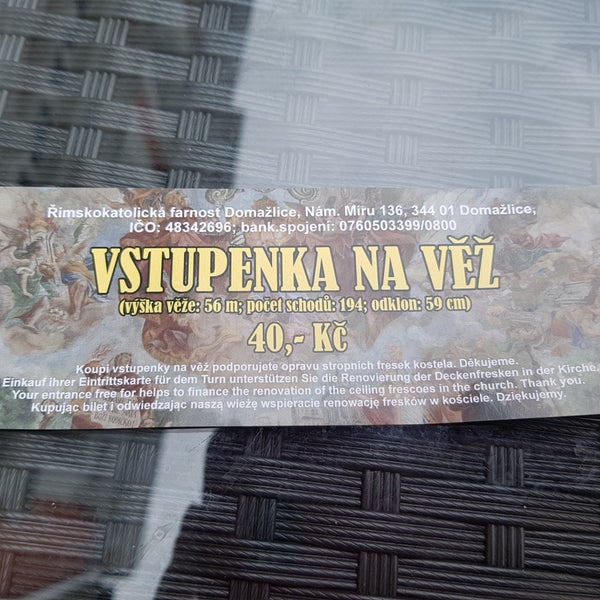 Římskokatolická farnost Domažlice, Nám. Míru 136, 344 01 Domažlice,
IČO: 48342696; bank.spojení: 0760503399/0800
VSTUPENKA NA VĚŽ
(výška věže: 56 m; počet schodů: 194; odklon: 59 cm)
40,- Kč
Koupí vstupenky na věž podporujete opravu stropních fresek kostela. Děkujeme.
Einkauf ihrer Eintrittskarte für dem Turn unterstützen Sie die Renovierung der Deckenfresken in der Kirche.
Your entrance free for helps to finance the renovation of the ceiling frescoes in the church. Thank you.
Kupując bilet i odwiedzając naszą wieżę wspieracie renowację fresków w kościele. Dziękujemy.